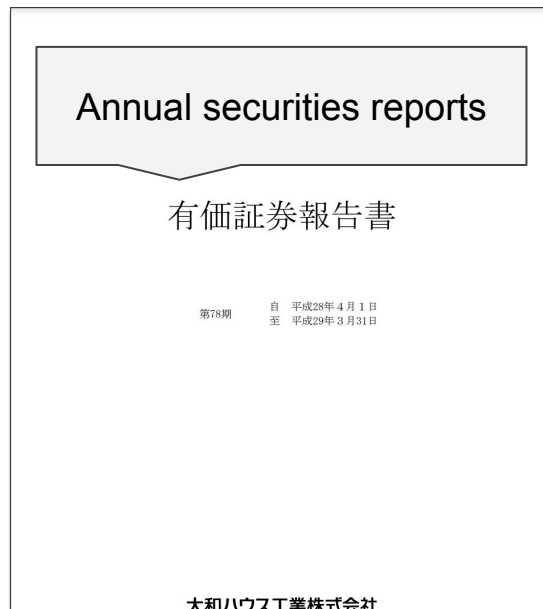 Annual securities reports
有価証券報告書
第78期
自 平成28年4月1日
至 平成29年3月31日
大和ハウス工業株式会社